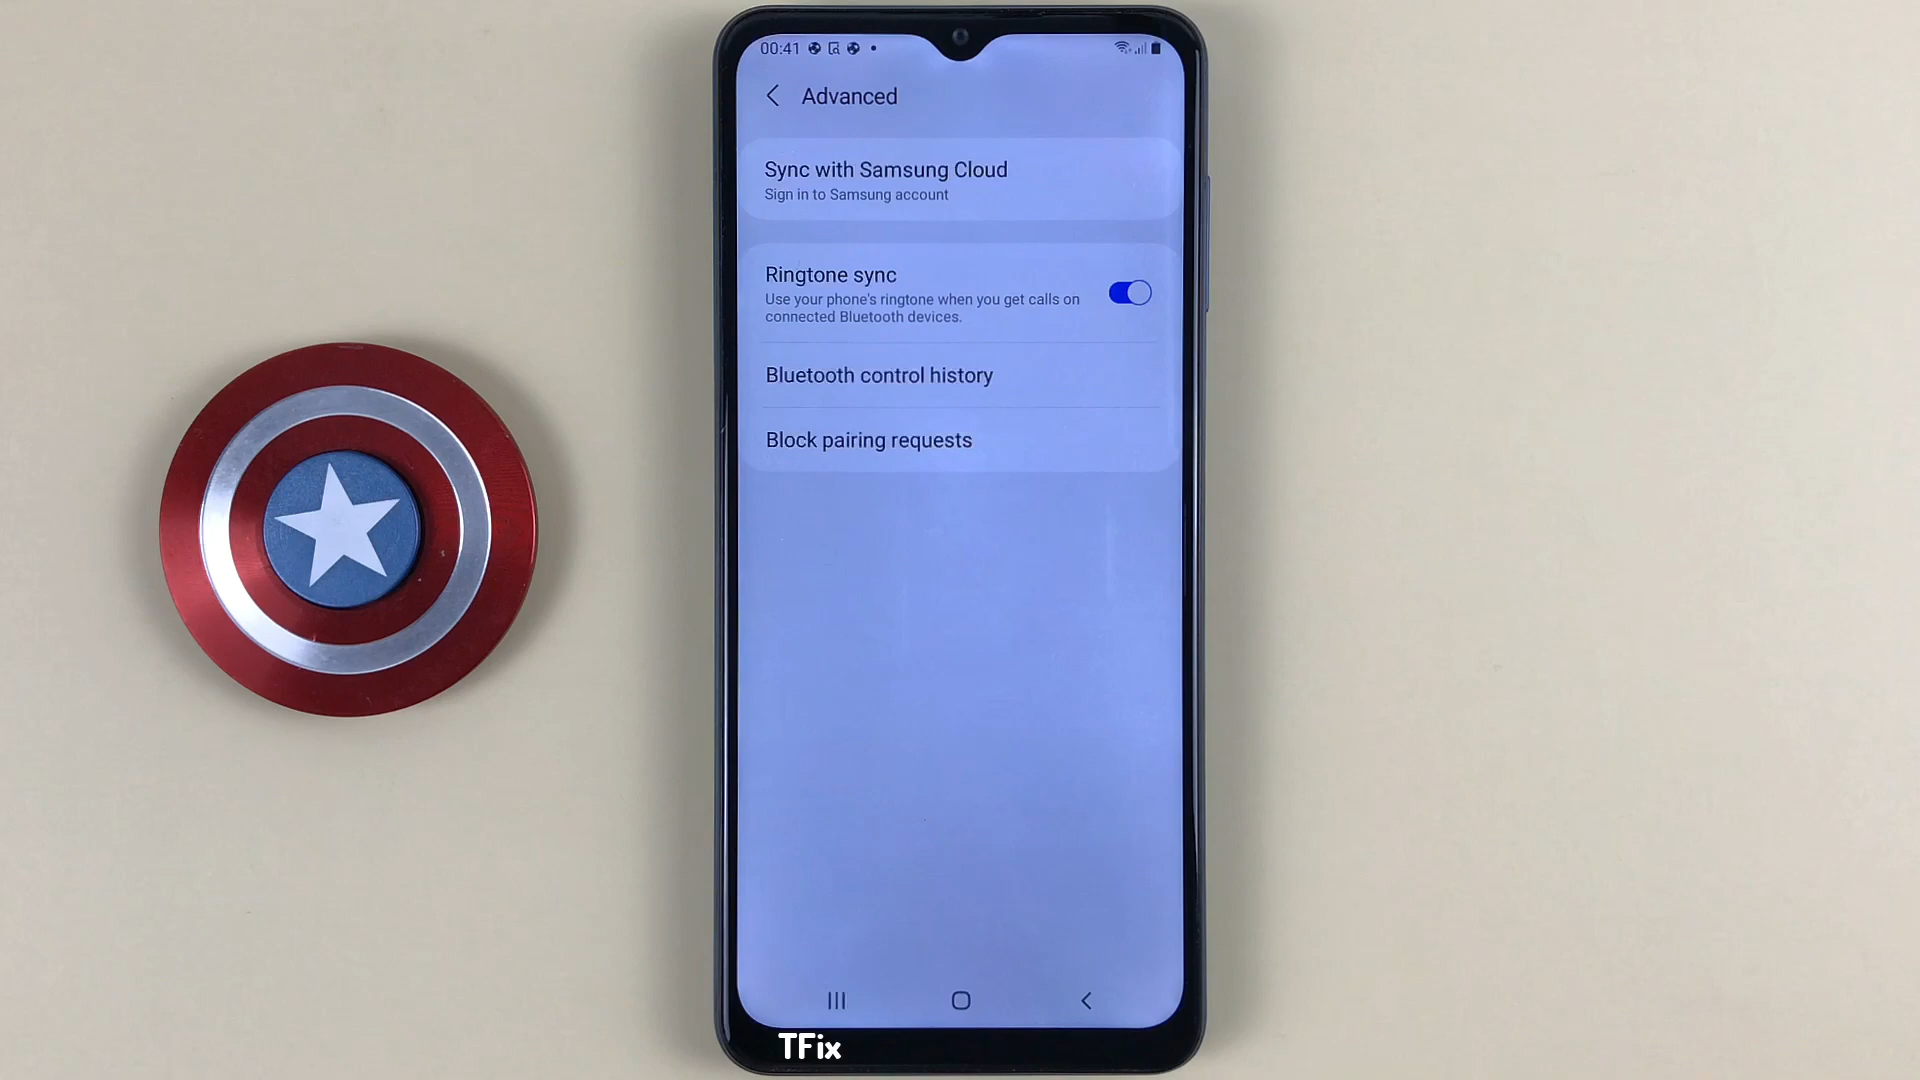 00:41
Advanced
Sync with Samsung Cloud
Sign in to Samsung account
Ringtone sync
Use your phone's ringtone when you get calls on
connected Bluetooth devices.
Bluetooth control history
Block pairing requests
TFix